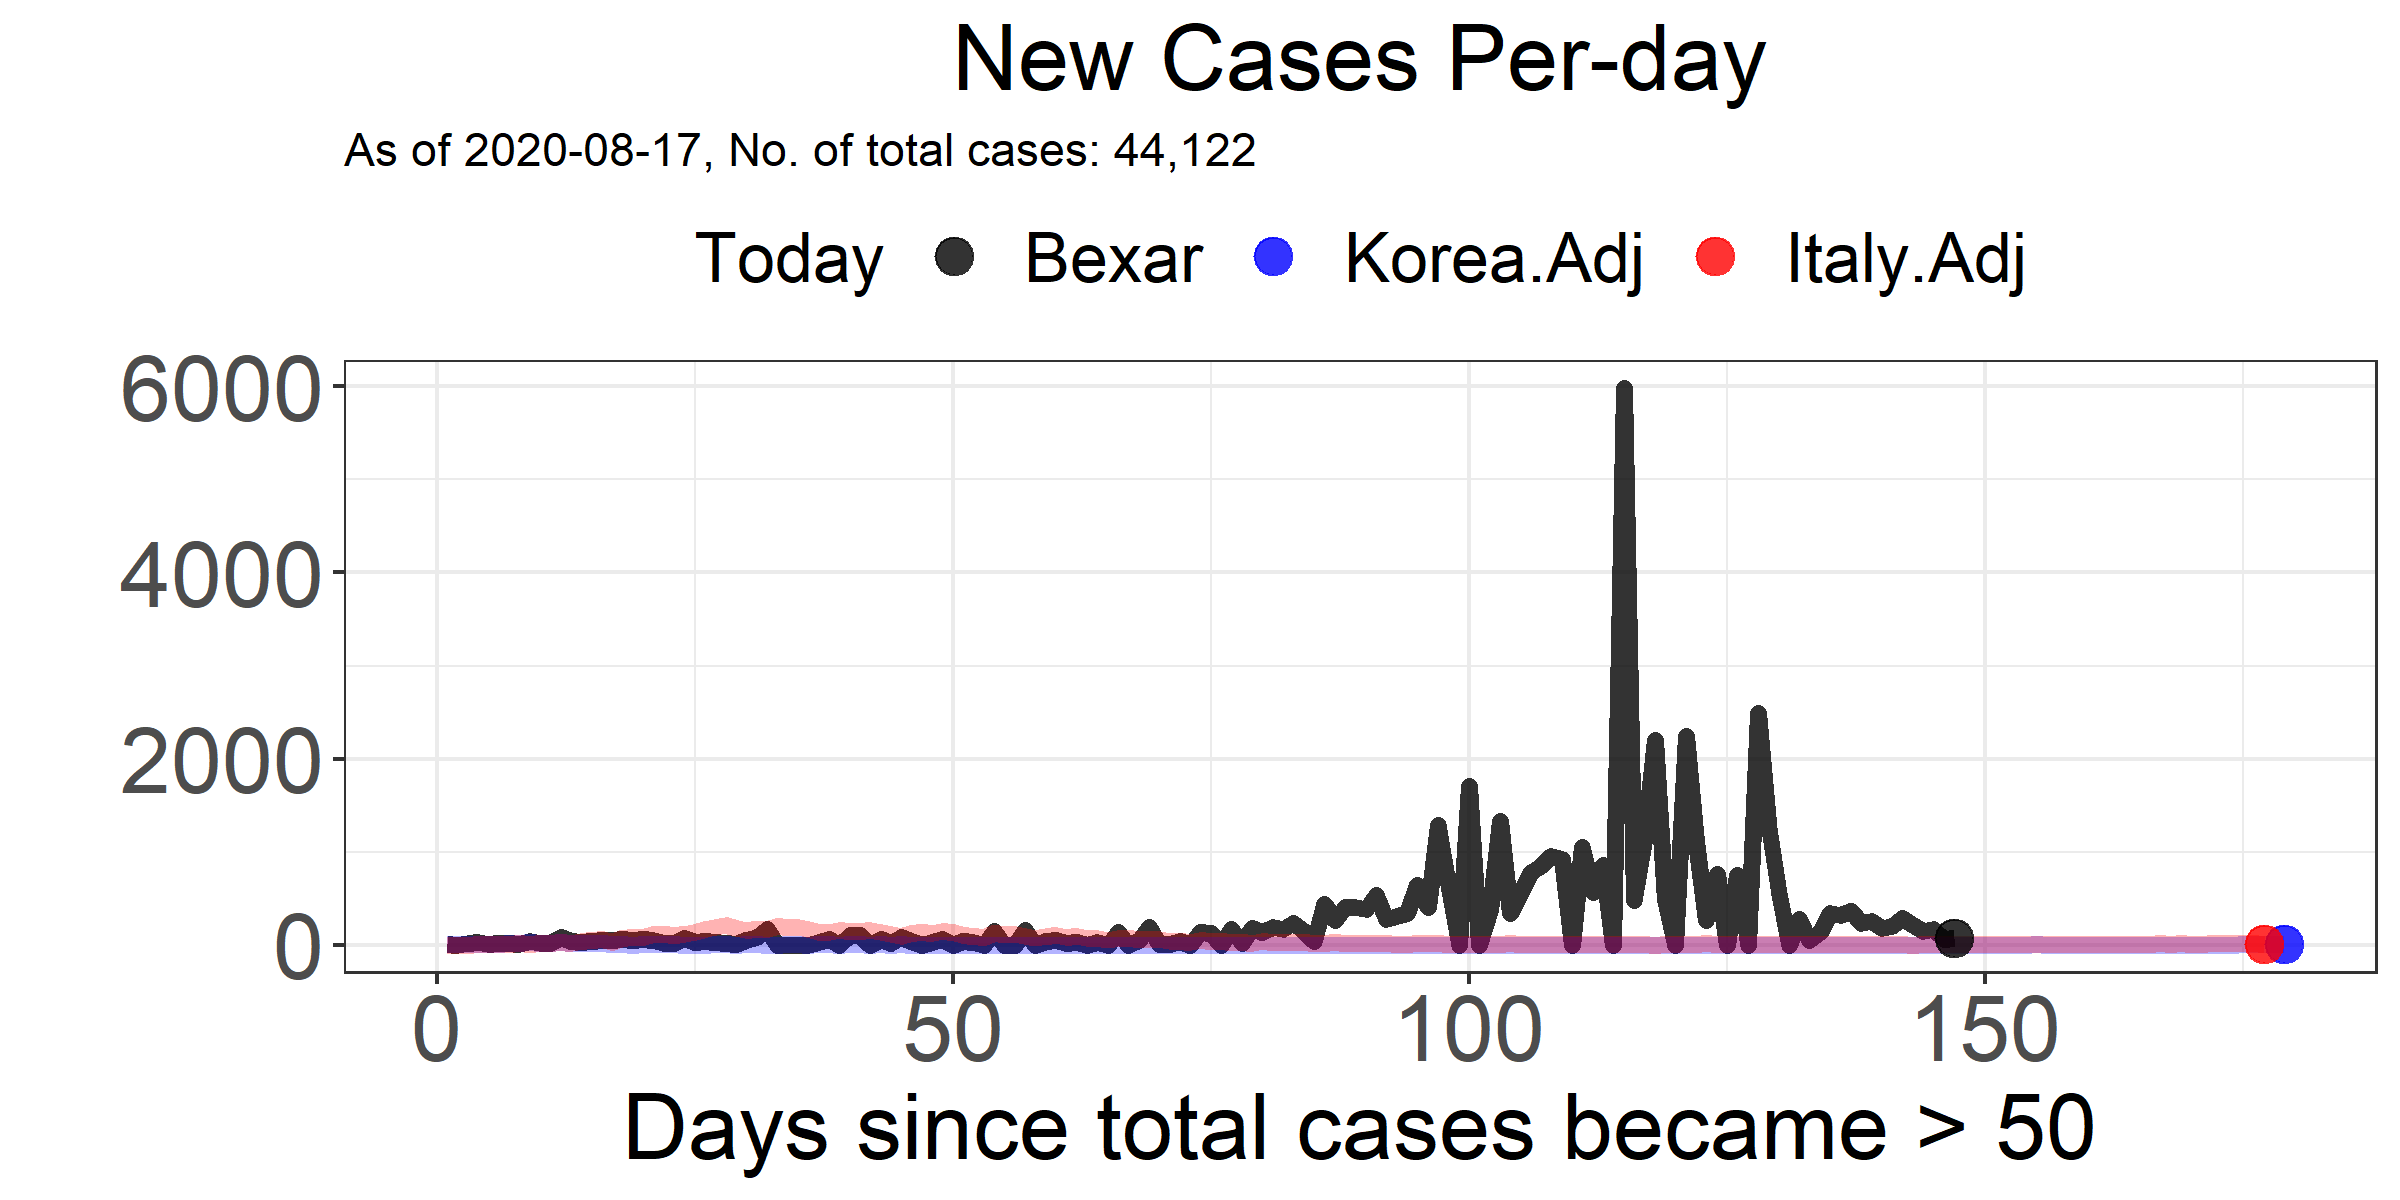 New Cases Per-day
As of 2020-08-17, No. of total cases: 44,122
Today Bexar Korea.Adj Italy.Adj
6000
4000
2000
0
0 50 100 150
Days since total cases became > 50